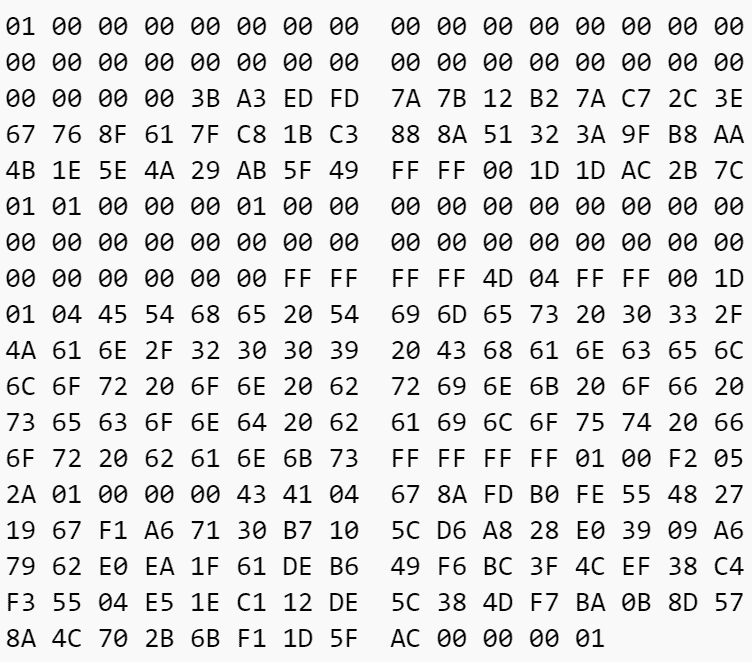 01 00 00 00 00 00 00 00 00 00 00 00 00 00 00 00
00 00 00 00 00 00 00 00 00 00 00 00 00 00 00 00
00 00 00 00 3B A3 ED FD 7A 7B 12 B2 7A C7 2C 3E
67 76 8F 61 7F C8 1B C3 88 8A 51 32 3A 9F B8 AA
4B 1E 5E 4A 29 AB 5F 49 FF FF 00 1D 1D AC 2B 7C
01 01 00 00 00 01 00 00 00 00 00 00 00 00 00 00
00 00 00 00 00 00 00 00 00 00 00 00 00 00 00 00
00 00 00 00 00 00 FF FF FF FF 4D 04 FF FF 00 1D
01 04 45 54 68 65 20 54 69 6D 65 73 20 30 33 2F
4A 61 6E 2F 32 30 30 39 20 43 68 61 6E 63 65 6C
6C 6F 72 20 6F 6E 20 62 72 69 6E 6B 20 6F 66 20
73 65 63 6F 6E 64 20 62 61 69 6C 6F 75 74 20 66
6F 72 20 62 61 6E 6B 73 FF FF FF FF 01 00 F2 05
2A 01 00 00 00 43 41 04 67 8A FD B0 FE 55 48 27
19 67 F1 A6 71 30 B7 10 5C D6 A8 28 E0 39 09 A6
79 62 E0 EA 1F 61 DE B6 49 F6 BC 3F 4C EF 38 C4
F3 55 04 E5 1E C1 12 DE 5C 38 4D F7 BA 0B 8D 57
8A 4C 70 2B 6B F1 1D 5F AC 00 00 00 01